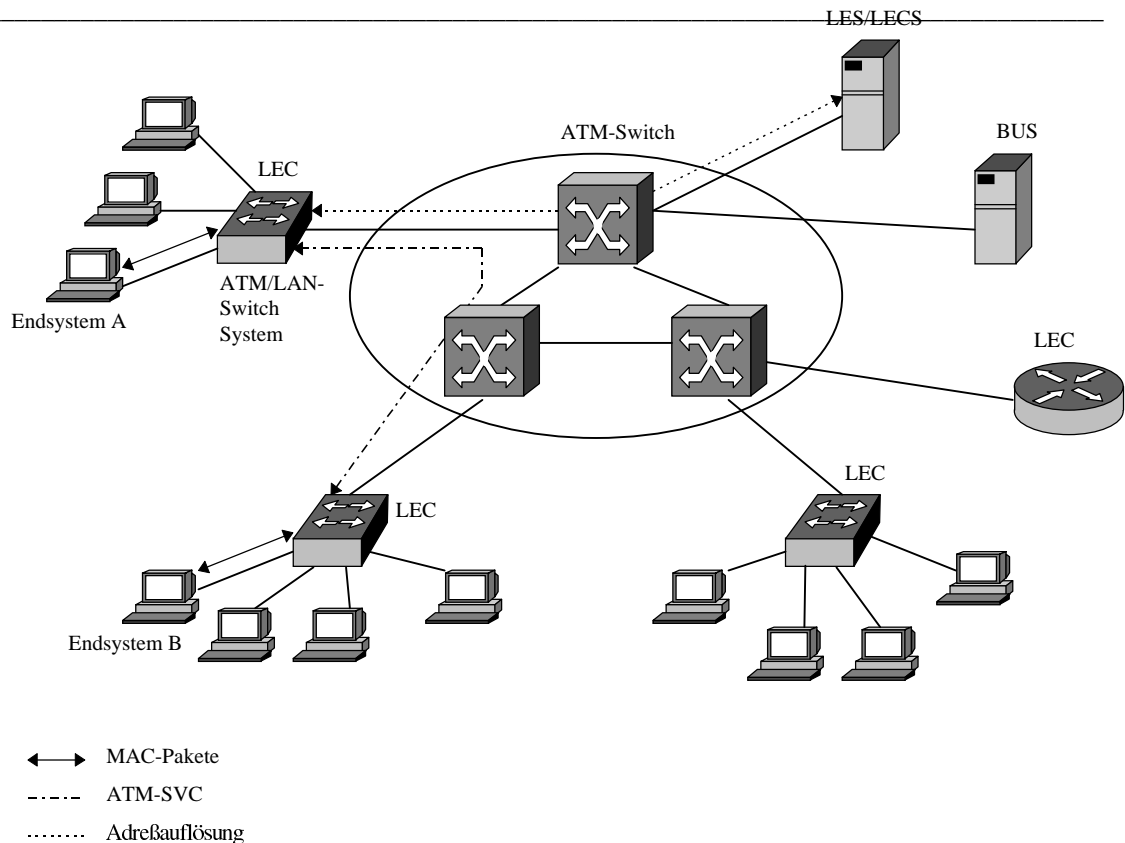 LES/LECS
ATM-Switch
BUS
LEC
ATM/LAN-
Switch
System
Endsystem A
LEC
LEC
LEC
Endsystem B
MAC-Pakete
ATM-SVC
Adreßauflösung